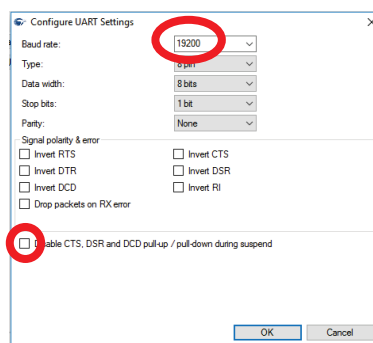 Configure UART Settings
Baud rate: 19200
Type: 8 pin
Data width: 8 bits
Stop bits: 1 bit
Parity: None
Signal polarity & error
Invert RTS Invert CTS
Invert DTR Invert DSR
Invert DCD Invert RI
Drop packets on RX error
CTS, DSR and DCD pull-up / pull-down during suspend
OK Cancel